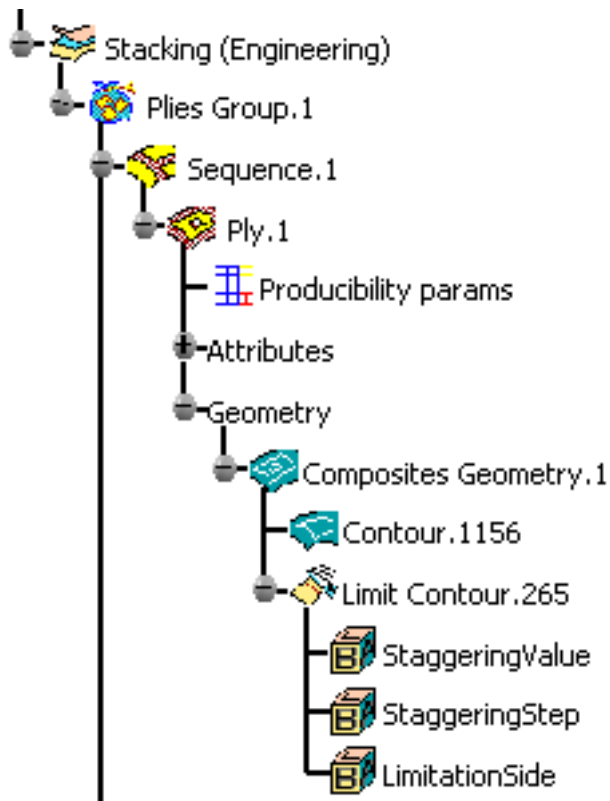 Stacking (Engineering)
Plies Group.1
Sequence.1
Ply.1
Producibility params
Attributes
Geometry
Composites Geometry.1
Contour.1156
Limit Contour.265
StaggeringValue
StaggeringStep
LimitationSide